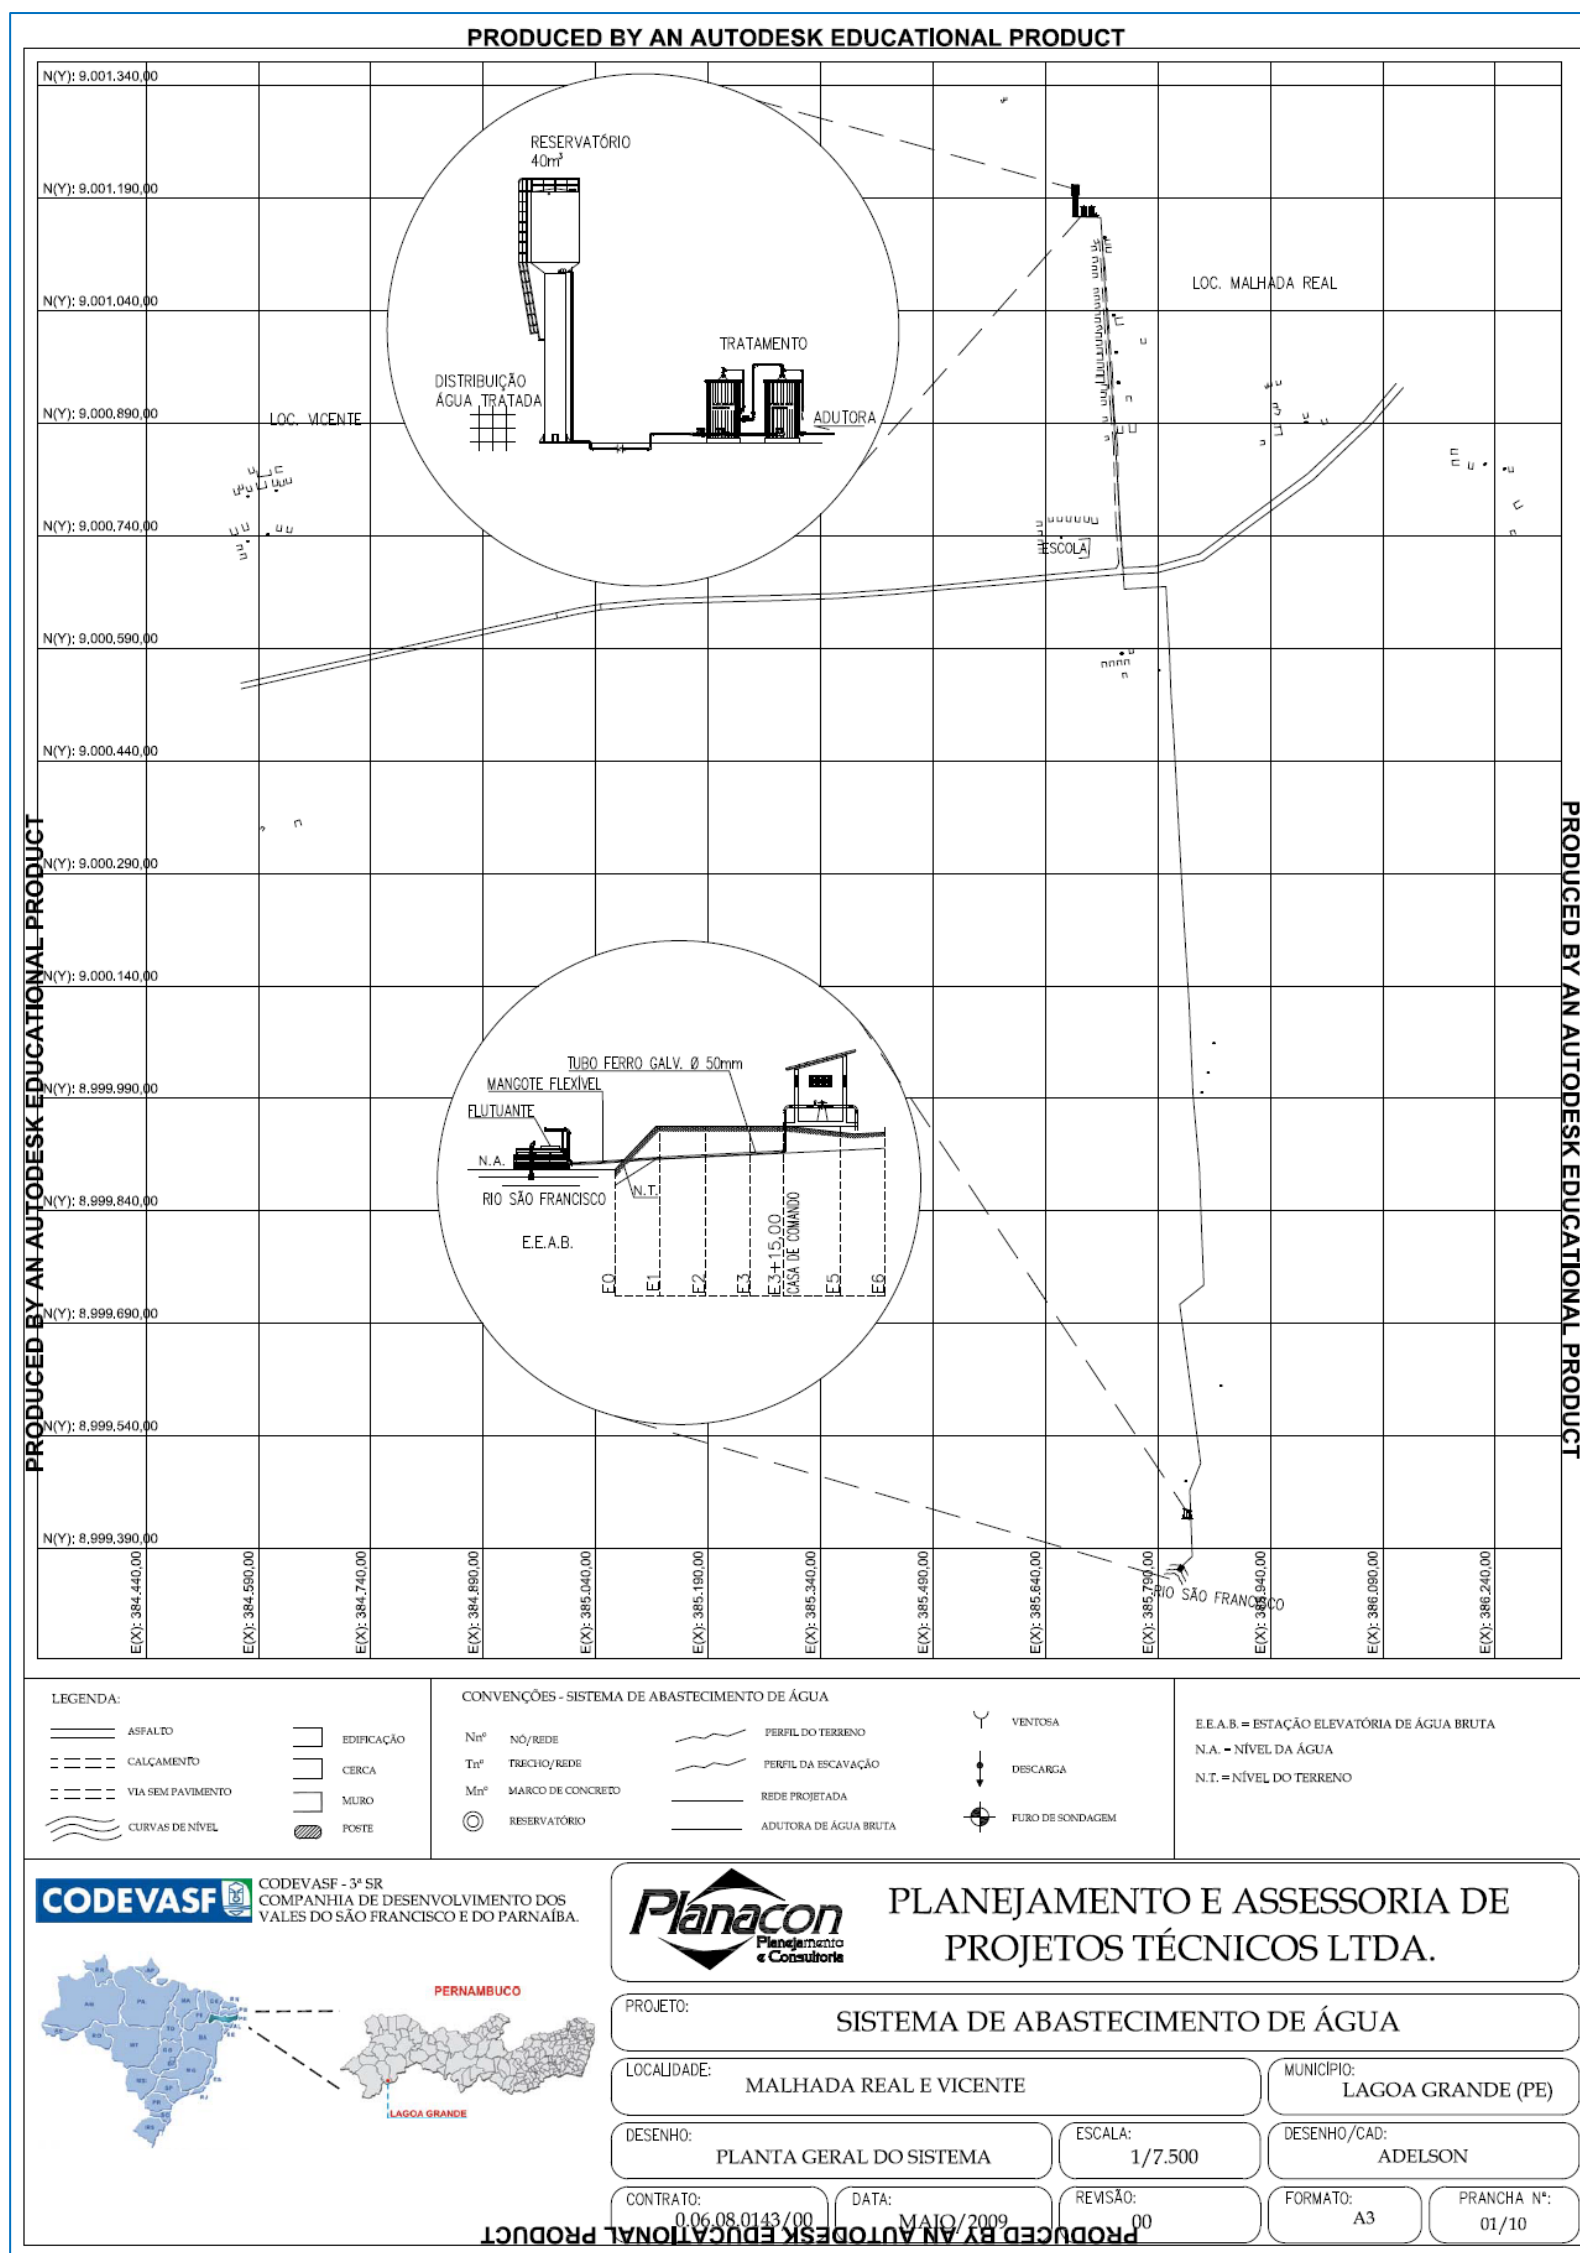 PRODUCED BY AN AUTODESK EDUCATIONAL PRODUCT
N(Y): 9.001.340,00
RESERVATÓRIO
40m³
N(Y): 9.001.190,00
LOC. MALHADA REAL
N(Y): 9.001.040,00
TRATAMENTO
DISTRIBUIÇÃO
ÁGUA TRATADA
N(Y): 9.000.890,00
LOC. VICENTE
ADUTORA
N(Y): 9.000.740,00
ESCOLA
N(Y): 9.000.590,00
N(Y): 9.000.440,00
PRODUCED BY AN AUTODESK EDUCATIONAL PRODUCT
PRODUCED BY AN AUTODESK EDUCATIONAL PRODUCT
N(Y): 9.000.290,00
N(Y): 9.000.140,00
TUBO FERRO GALV. Ø 50mm
MANGOTE FLEXÍVEL
N(Y): 8.999.990,00
FLUTUANTE
N.A.
N.T.
RIO SÃO FRANCISCO
N(Y): 8.999.840,00
E.E.A.B.
E0
E1
E2
E3
E3+15,00
CASA DE COMANDO
E5
E6
N(Y): 8.999.690,00
N(Y): 8.999.540,00
N(Y): 8.999.390,00
E(X): 384.440,00
E(X): 384.590,00
E(X): 384.740,00
E(X): 384.890,00
E(X): 385.040,00
E(X): 385.190,00
E(X): 385.340,00
E(X): 385.490,00
E(X): 385.640,00
E(X): 385.790,00
E(X): 385.940,00
E(X): 386.090,00
E(X): 386.240,00
RIO SÃO FRANCISCO
LEGENDA:
ASFALTO
CALÇAMENTO
VIA SEM PAVIMENTO
CURVAS DE NÍVEL
EDIFICAÇÃO
CERCA
MURO
POSTE
CONVENÇÕES - SISTEMA DE ABASTECIMENTO DE ÁGUA
Nnº NÓ/REDE
Tnº TRECHO/REDE
Mnº MARCO DE CONCRETO
RESERVATÓRIO
PERFIL DO TERRENO
PERFIL DA ESCAVAÇÃO
REDE PROJETADA
ADUTORA DE ÁGUA BRUTA
VENTOSA
DESCARGA
FURO DE SONDAGEM
E.E.A.B. = ESTAÇÃO ELEVATÓRIA DE ÁGUA BRUTA
N.A. = NÍVEL DA ÁGUA
N.T. = NÍVEL DO TERRENO
CODEVASF
CODEVASF - 3ª SR
COMPANHIA DE DESENVOLVIMENTO DOS
VALES DO SÃO FRANCISCO E DO PARNAÍBA.
PERNAMBUCO
LAGOA GRANDE
Planacon
Planejamento
e Consultoria
PLANEJAMENTO E ASSESSORIA DE
PROJETOS TÉCNICOS LTDA.
PROJETO:
SISTEMA DE ABASTECIMENTO DE ÁGUA
LOCALIDADE:
MALHADA REAL E VICENTE
MUNICÍPIO:
LAGOA GRANDE (PE)
DESENHO:
PLANTA GERAL DO SISTEMA
ESCALA:
1/7.500
DESENHO/CAD:
ADELSON
CONTRATO:
0.06.08.0143/00
DATA:
MAIO/2009
REVISÃO:
00
FORMATO:
A3
PRANCHA Nº:
01/10
PRODUCED BY AN AUTODESK EDUCATIONAL PRODUCT